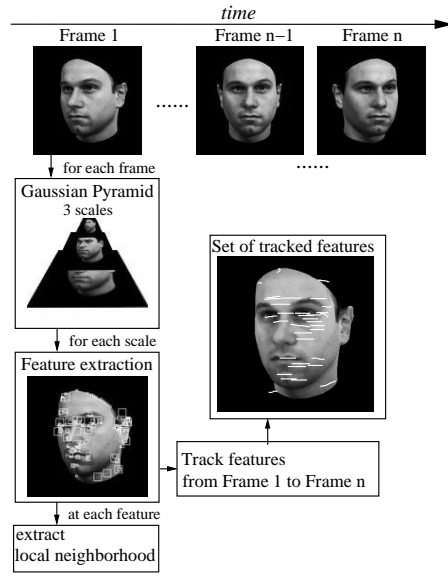 time
Frame 1
Frame n−1
Frame n
......
......
for each frame
Gaussian Pyramid
3 scales
for each scale
Feature extraction
at each feature
extract
local neighborhood
Set of tracked features
Track features
from Frame 1 to Frame n